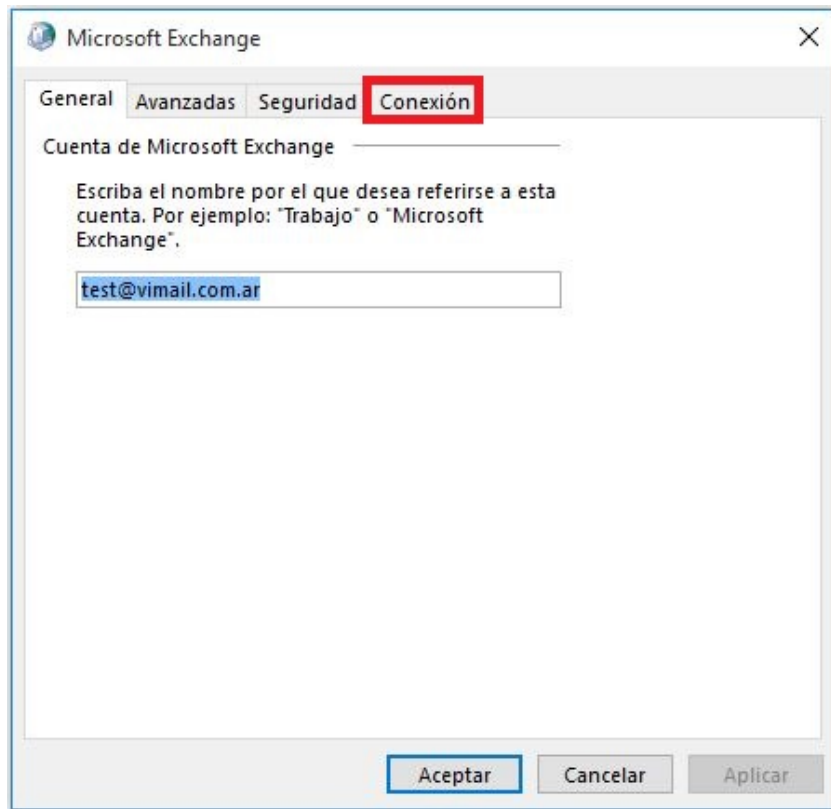 Microsoft Exchange
General Avanzadas Seguridad Conexión
Cuenta de Microsoft Exchange
Escriba el nombre por el que desea referirse a esta
cuenta. Por ejemplo: "Trabajo" o "Microsoft
Exchange".
test@vimail.com.ar
Aceptar Cancelar Aplicar